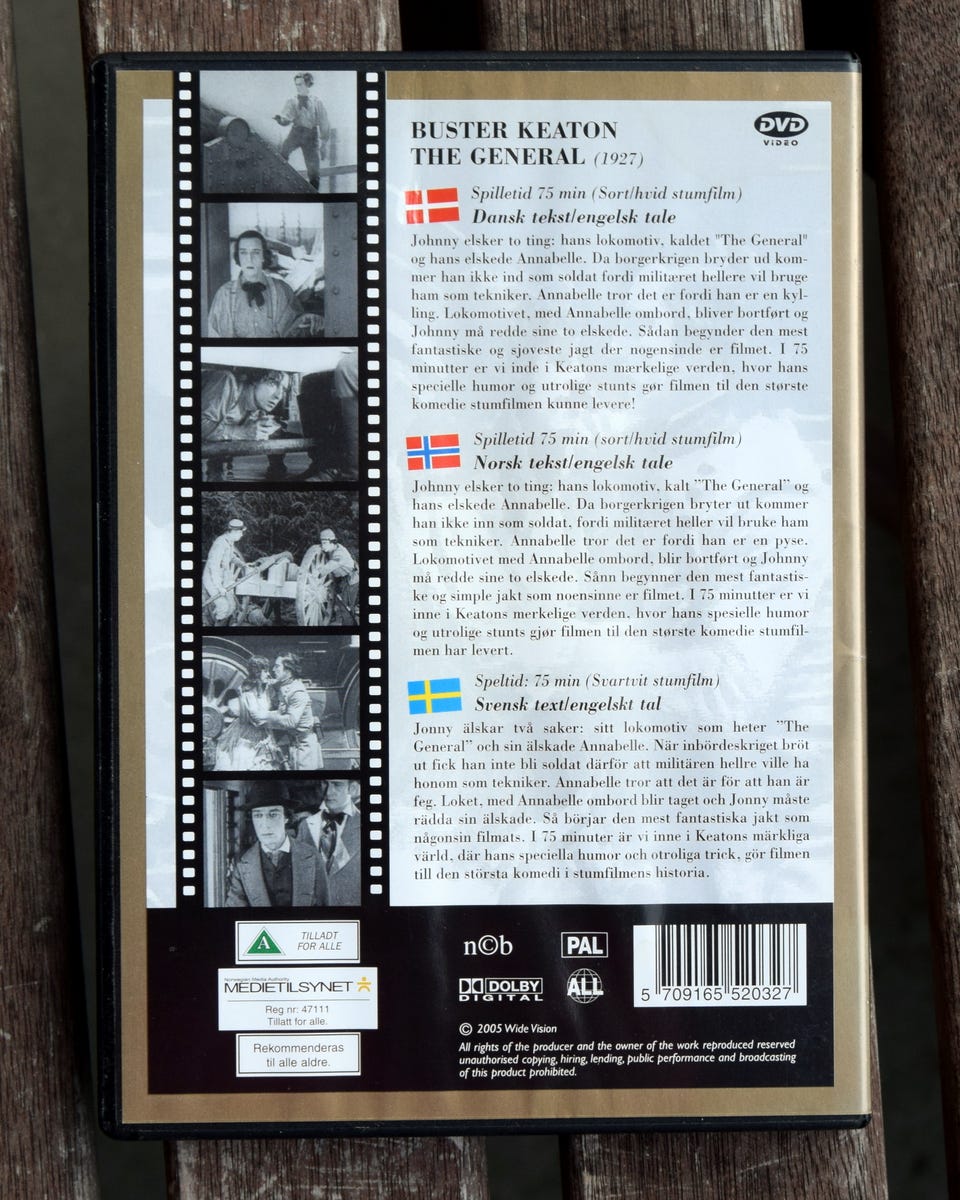 BUSTER KEATON
THE GENERAL (1927)
DVD
VIDEO
Spilletid 75 min (Sort/hvid stumfilm)
Dansk tekst/engelsk tale
Johnny elsker to ting: hans lokomotiv, kaldet "The General"
og hans elskede Annabelle. Da borgerkrigen bryder ud kom-
mer han ikke ind som soldat fordi militæret hellere vil bruge
ham som tekniker. Annabelle tror det er fordi han er en kyl-
ling. Lokomotivet, med Annabelle ombord, bliver bortført og
Johnny må redde sine to elskede. Sådan begynder den mest
fantastiske og sjoveste jagt der nogensinde er filmet. I 75
minutter er vi inde i Keatons mærkelige verden, hvor hans
specielle humor og utrolige stunts gør filmen til den største
komedie stumfilmen kunne levere!
Spilletid 75 min (sort/hvid stumfilm)
Norsk tekst/engelsk tale
Johnny elsker to ting: hans lokomotiv, kalt "The General" og
hans elskede Annabelle. Da borgerkrigen bryter ut kommer
han ikke inn som soldat, fordi militæret heller vil bruke ham
som tekniker. Annabelle tror det er fordi han er en pyse.
Lokomotivet med Annabelle ombord, blir bortført og Johnny
må redde sine to elskede. Sånn begynner den mest fantastis-
ke og simple jakt som noensinne er filmet. I 75 minutter er vi
inne i Keatons merkelige verden, hvor hans spesielle humor
og utrolige stunts gjør filmen til den største komedie stumfil-
men har levert.
Speltid: 75 min (Svartvit stumfilm)
Svensk text/engelskt tal
Jonny älskar två saker: sitt lokomotiv som heter "The
General" och sin älskade Annabelle. När inbördeskriget bröt
ut fick han inte bli soldat därför att militären hellre ville ha
honom som tekniker. Annabelle tror att det är för att han är
feg. Loket, med Annabelle ombord blir taget och Jonny måste
rädda sin älskade. Så börjar den mest fantastiska jakt som
någonsin filmats. I 75 minuter är vi inne i Keatons märkliga
värld, där hans speciella humor och otroliga trick, gör filmen
till den största komedi i stumfilmens historia.
A
TILLADT
FOR ALLE
Norwegian Media Authority
MEDIETILSYNET
Reg nr: 47111
Tillatt for alle.
Rekommenderas
til alle aldre.
n©b
PAL
DOLBY
DIGITAL
ALL
5 709165 520327
© 2005 Wide Vision
All rights of the producer and the owner of the work reproduced reserved
unauthorised copying, hiring, lending, public performance and broadcasting
of this product prohibited.